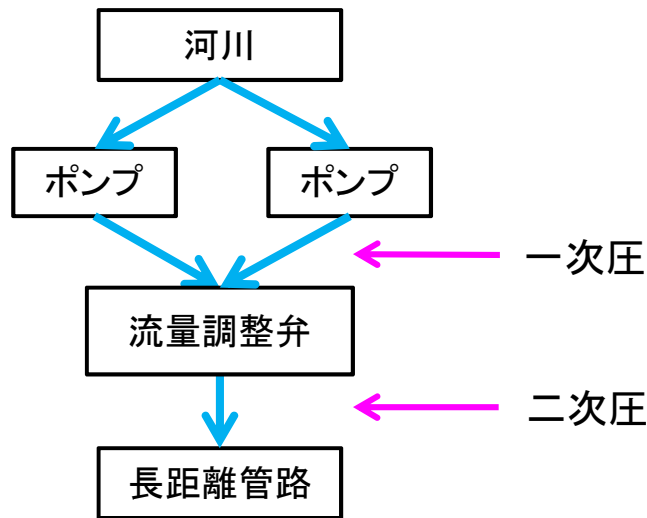 河川
ポンプ
ポンプ
一次圧
流量調整弁
二次圧
長距離管路